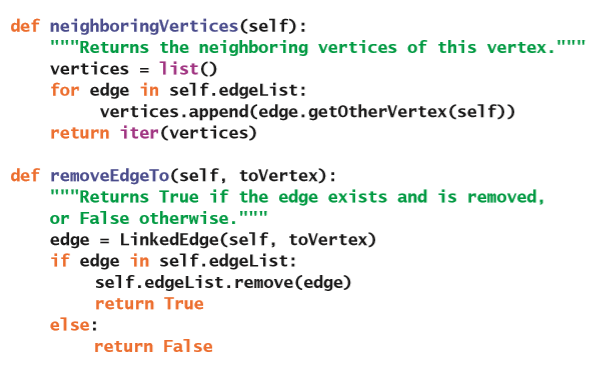 def neighboringVertices(self):
    """Returns the neighboring vertices of this vertex."""
    vertices = list()
    for edge in self.edgeList:
         vertices.append(edge.getOtherVertex(self))
    return iter(vertices)

def removeEdgeTo(self, toVertex):
    """Returns True if the edge exists and is removed,
    or False otherwise."""
    edge = LinkedEdge(self, toVertex)
    if edge in self.edgeList:
        self.edgeList.remove(edge)
        return True
    else:
        return False